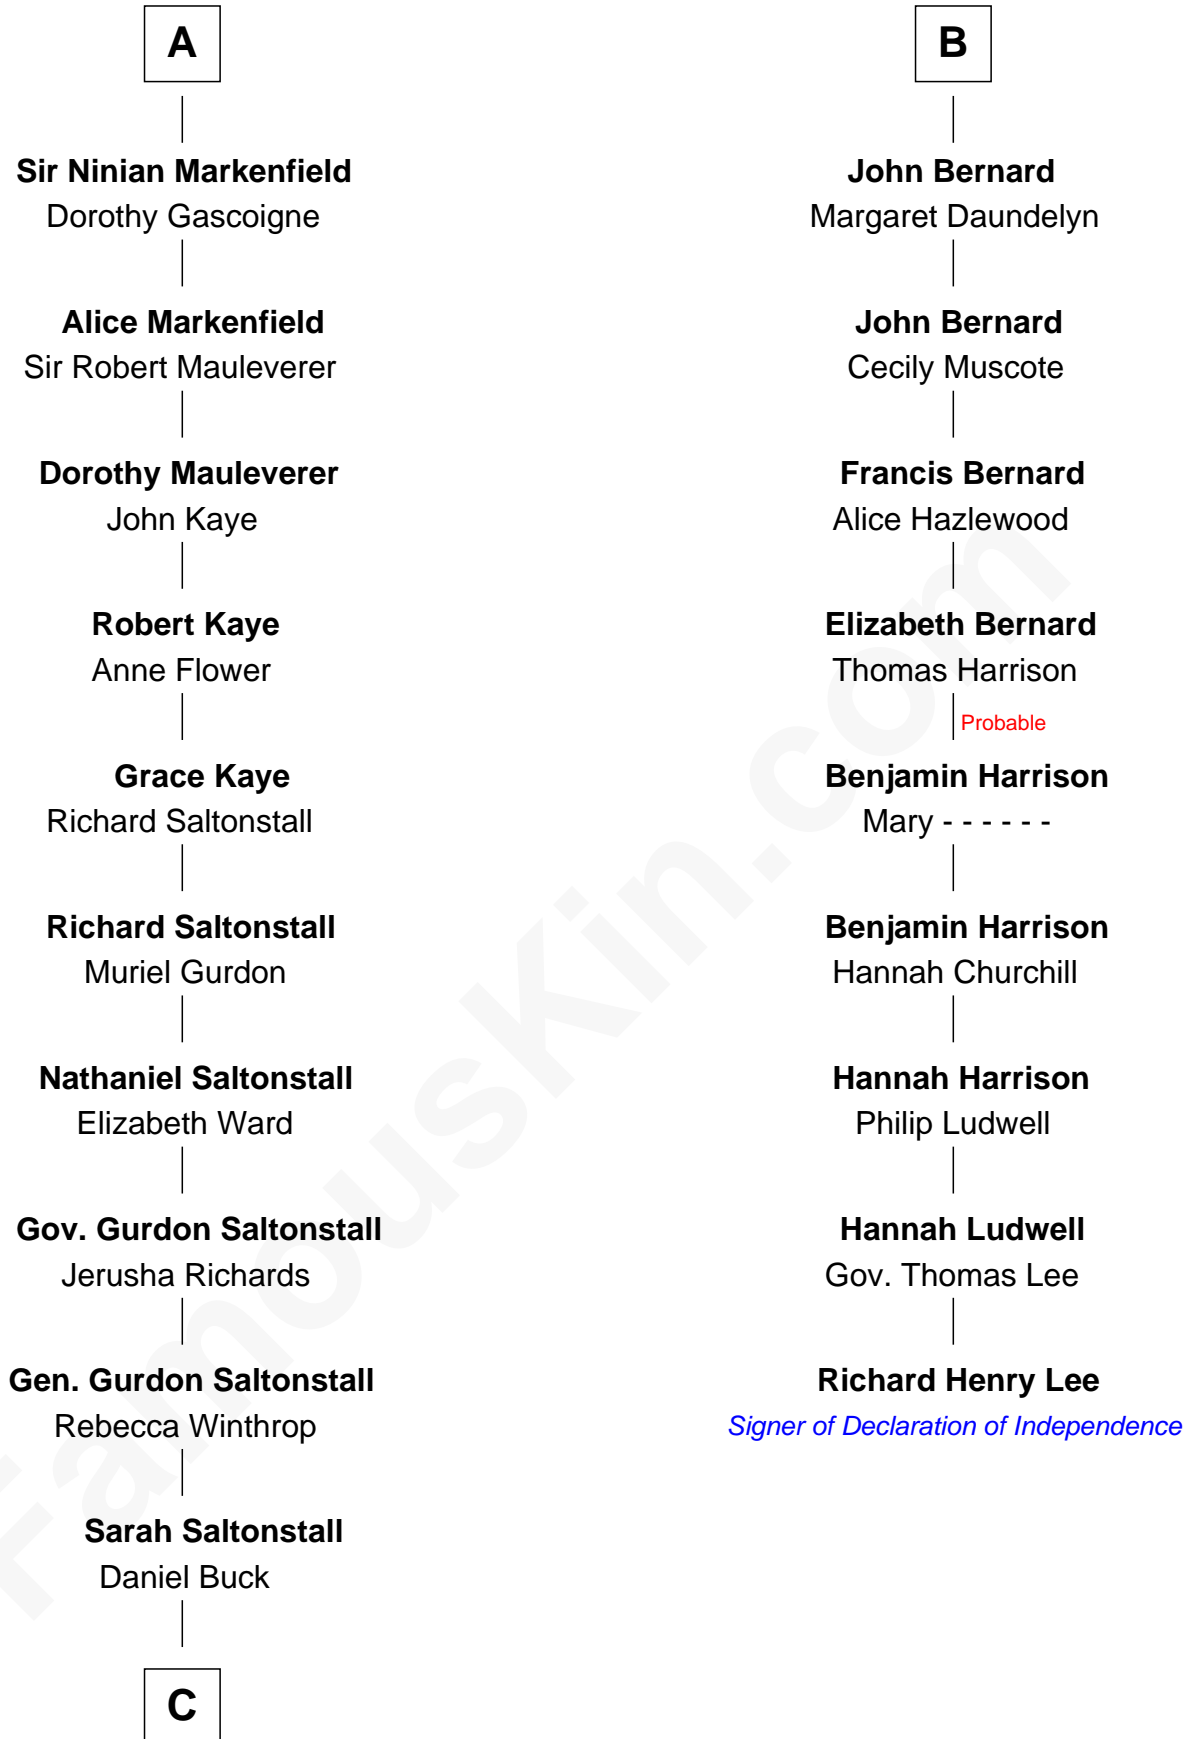 A
Sir Ninian Markenfield
Dorothy Gascoigne
Alice Markenfield
Sir Robert Mauleverer
Dorothy Mauleverer
John Kaye
Robert Kaye
Anne Flower
Grace Kaye
Richard Saltonstall
Richard Saltonstall
Muriel Gurdon
Nathaniel Saltonstall
Elizabeth Ward
Gov. Gurdon Saltonstall
Jerusha Richards
Gen. Gurdon Saltonstall
Rebecca Winthrop
Sarah Saltonstall
Daniel Buck
C
B
John Bernard
Margaret Daundelyn
John Bernard
Cecily Muscote
Francis Bernard
Alice Hazlewood
Elizabeth Bernard
Thomas Harrison
Probable
Benjamin Harrison
Mary - - - - - -
Benjamin Harrison
Hannah Churchill
Hannah Harrison
Philip Ludwell
Hannah Ludwell
Gov. Thomas Lee
Richard Henry Lee
Signer of Declaration of Independence
FamousKin.com